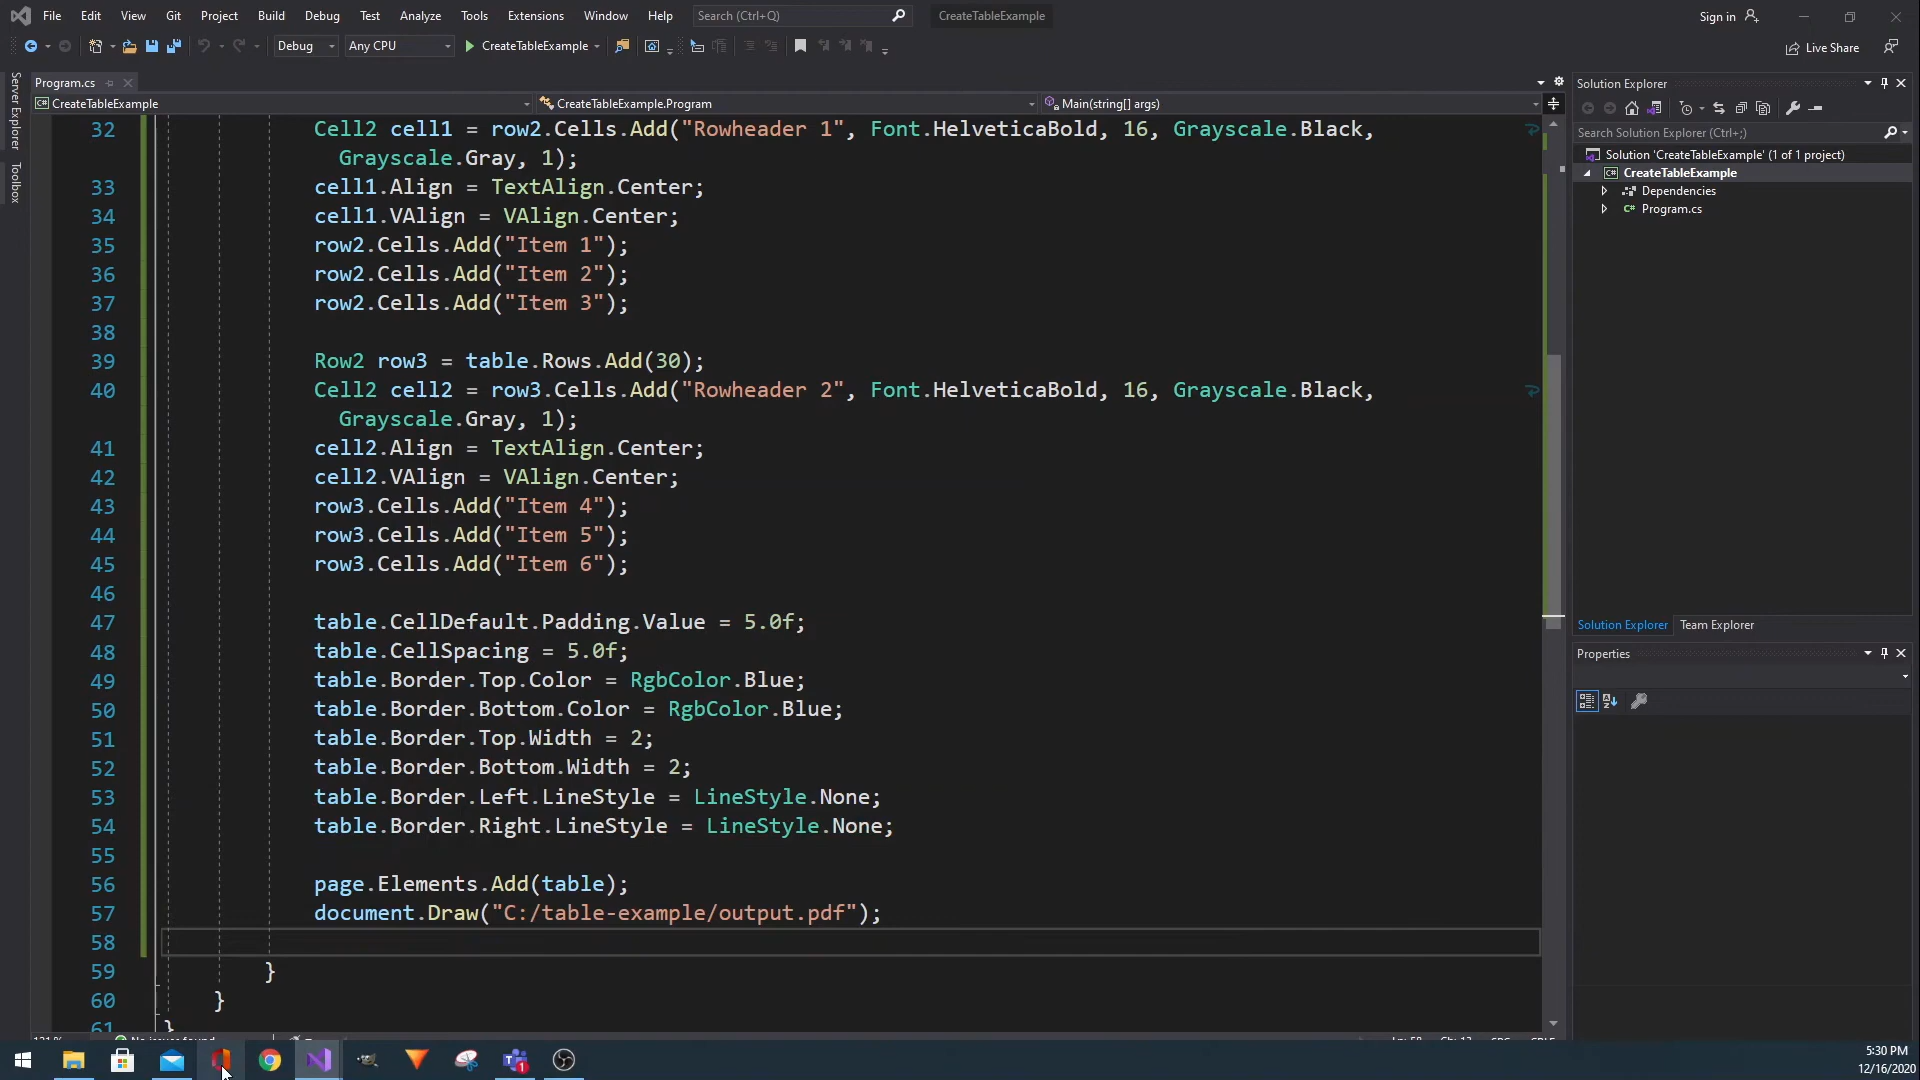 File Edit View Git Project Build Debug Test Analyze Tools Extensions Window Help Search (Ctrl+Q) CreateTableExample Sign in
Debug Any CPU CreateTableExample Live Share
Server Explorer
Toolbox
Program.cs
CreateTableExample CreateTableExample.Program Main(string[] args)
32 Cell2 cell1 = row2.Cells.Add("Rowheader 1", Font.HelveticaBold, 16, Grayscale.Black,
Grayscale.Gray, 1);
33 cell1.Align = TextAlign.Center;
34 cell1.VAlign = VAlign.Center;
35 row2.Cells.Add("Item 1");
36 row2.Cells.Add("Item 2");
37 row2.Cells.Add("Item 3");
38
39 Row2 row3 = table.Rows.Add(30);
40 Cell2 cell2 = row3.Cells.Add("Rowheader 2", Font.HelveticaBold, 16, Grayscale.Black,
Grayscale.Gray, 1);
41 cell2.Align = TextAlign.Center;
42 cell2.VAlign = VAlign.Center;
43 row3.Cells.Add("Item 4");
44 row3.Cells.Add("Item 5");
45 row3.Cells.Add("Item 6");
46
47 table.CellDefault.Padding.Value = 5.0f;
48 table.CellSpacing = 5.0f;
49 table.Border.Top.Color = RgbColor.Blue;
50 table.Border.Bottom.Color = RgbColor.Blue;
51 table.Border.Top.Width = 2;
52 table.Border.Bottom.Width = 2;
53 table.Border.Left.LineStyle = LineStyle.None;
54 table.Border.Right.LineStyle = LineStyle.None;
55
56 page.Elements.Add(table);
57 document.Draw("C:/table-example/output.pdf");
58
59 }
60 }
61 }
Solution Explorer
Search Solution Explorer (Ctrl+;)
Solution 'CreateTableExample' (1 of 1 project)
CreateTableExample
Dependencies
Program.cs
Solution Explorer Team Explorer
Properties
5:30 PM
12/16/2020